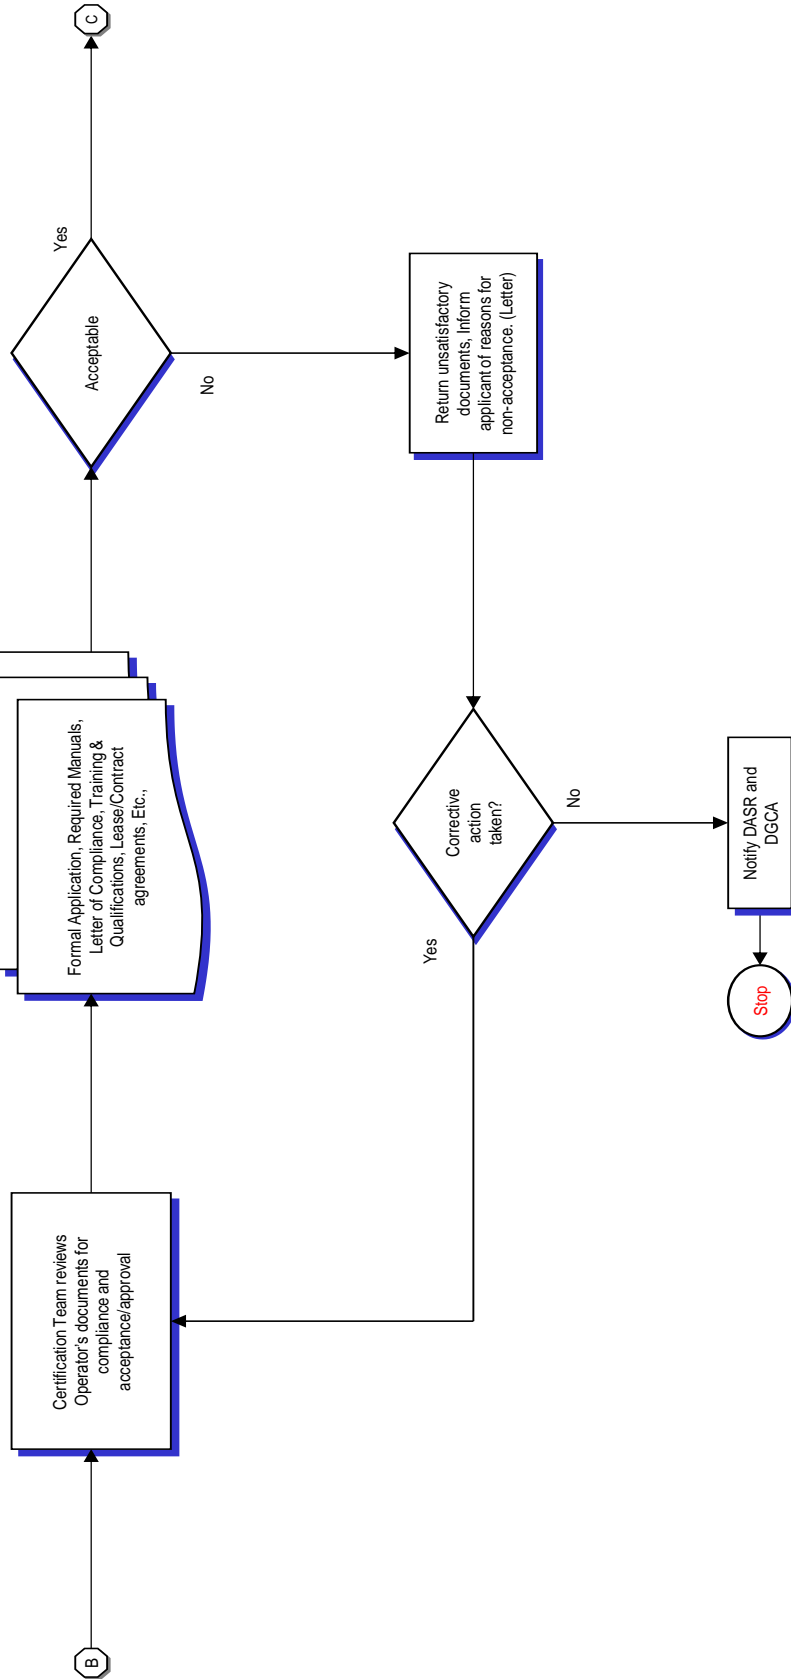 B
Certification Team reviews
Operator's documents for
compliance and
acceptance/approval
Formal Application, Required Manuals,
Letter of Compliance, Training &
Qualifications, Lease/Contract
agreements, Etc.,
Acceptable
Yes
C
No
Return unsatisfactory
documents, Inform
applicant of reasons for
non-acceptance. (Letter)
Corrective
action
taken?
Yes
No
Notify DASR and
DGCA
Stop